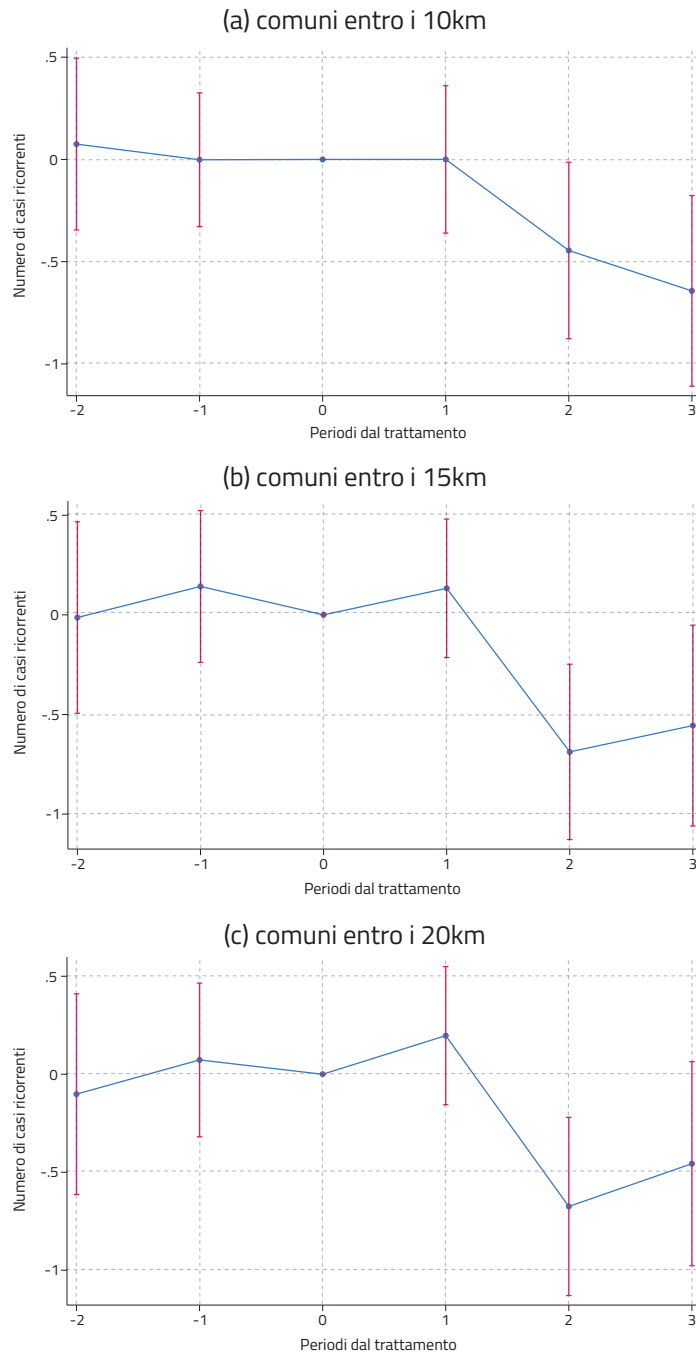 (a) comuni entro i 10km
.5
0
-.5
-1
Numero di casi ricorrenti
-2 -1 0 1 2 3
Periodi dal trattamento
(b) comuni entro i 15km
.5
0
-.5
-1
Numero di casi ricorrenti
-2 -1 0 1 2 3
Periodi dal trattamento
(c) comuni entro i 20km
.5
0
-.5
-1
Numero di casi ricorrenti
-2 -1 0 1 2 3
Periodi dal trattamento